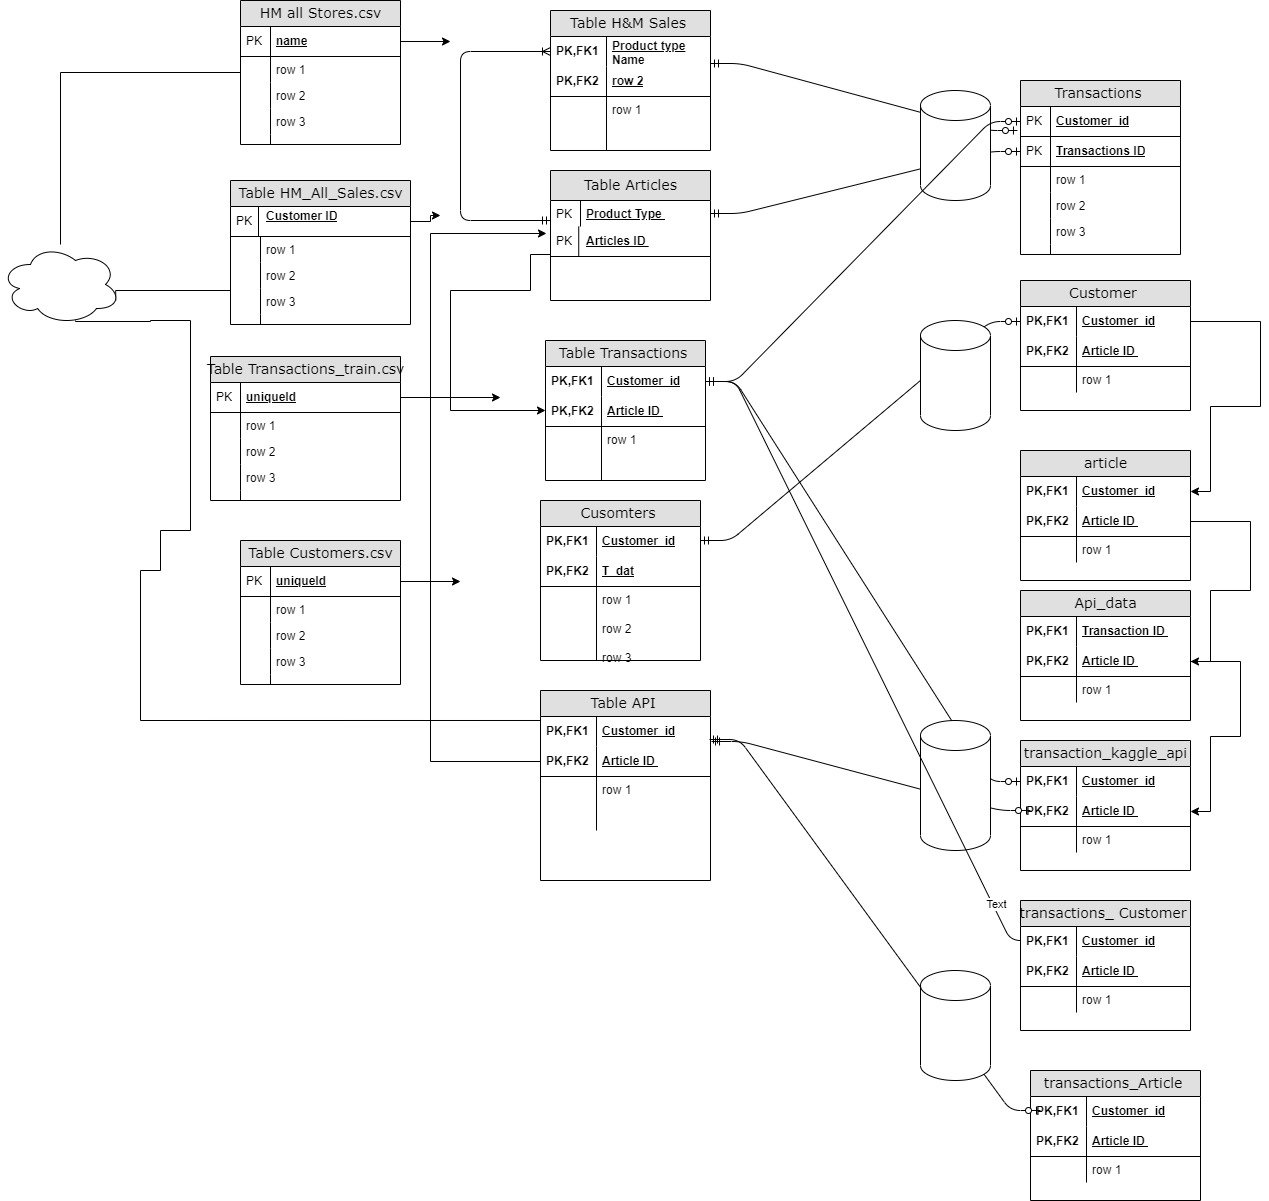 HM all Stores.csv
PK name
row 1
row 2
row 3
Table HM_All_Sales.csv
PK Customer ID
row 1
row 2
row 3
Table Transactions_train.csv
PK uniqueId
row 1
row 2
row 3
Table Customers.csv
PK uniqueId
row 1
row 2
row 3
Table H&M Sales
PK,FK1 Product type
Name
PK,FK2 row 2
row 1
Table Articles
PK Product Type
PK Articles ID
Table Transactions
PK,FK1 Customer_id
PK,FK2 Article ID
row 1
Cusomters
PK,FK1 Customer_id
PK,FK2 T_dat
row 1
row 2
row 3
Table API
PK,FK1 Customer_id
PK,FK2 Article ID
row 1
Transactions
PK Customer_id
PK Transactions ID
row 1
row 2
row 3
Customer
PK,FK1 Customer_id
PK,FK2 Article ID
row 1
article
PK,FK1 Customer_id
PK,FK2 Article ID
row 1
Api_data
PK,FK1 Transaction ID
PK,FK2 Article ID
row 1
transaction_kaggle_api
PK,FK1 Customer_id
PK,FK2 Article ID
row 1
Text
transactions_ Customer
PK,FK1 Customer_id
PK,FK2 Article ID
row 1
transactions_Article
PK,FK1 Customer_id
PK,FK2 Article ID
row 1